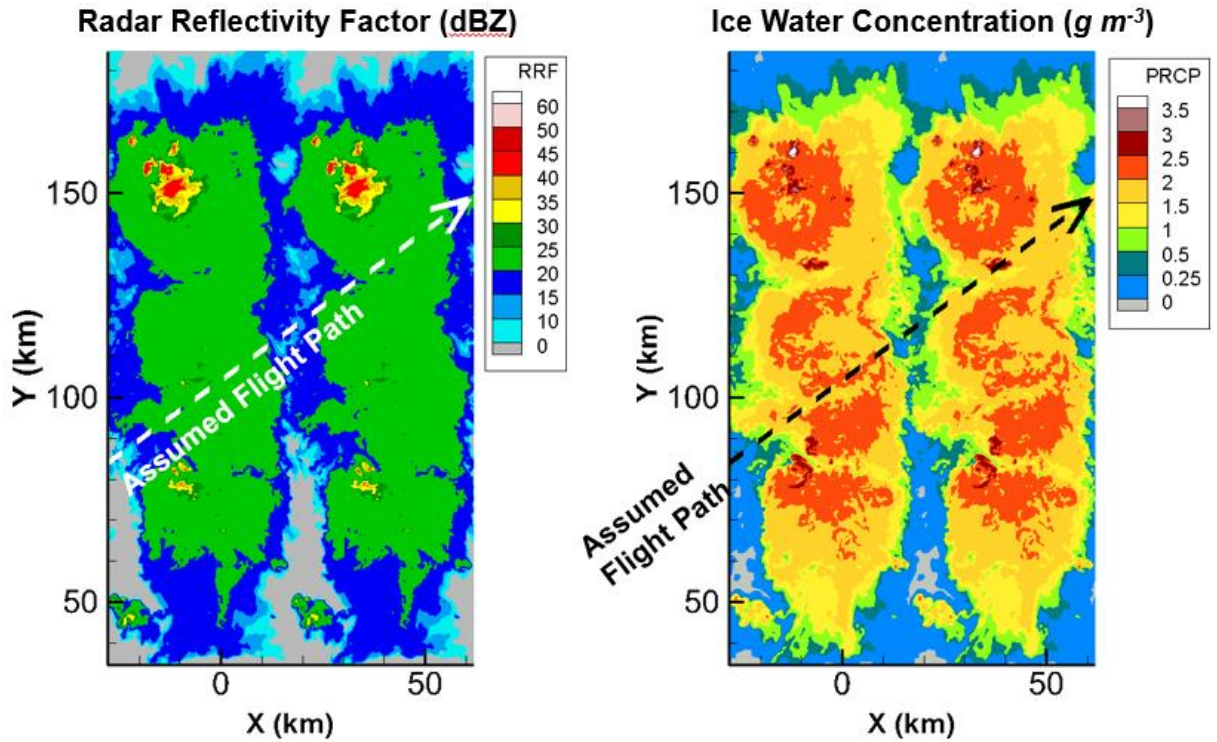 Radar Reflectivity Factor (dBZ)
RRF
60
50
45
40
35
30
25
20
15
10
0
150
100
50
Y (km)
0
50
X (km)
Assumed Flight Path
Ice Water Concentration (g m-3)
PRCP
3.5
3
2.5
2
1.5
1
0.5
0.25
0
150
100
50
Y (km)
0
50
X (km)
Assumed
Flight Path